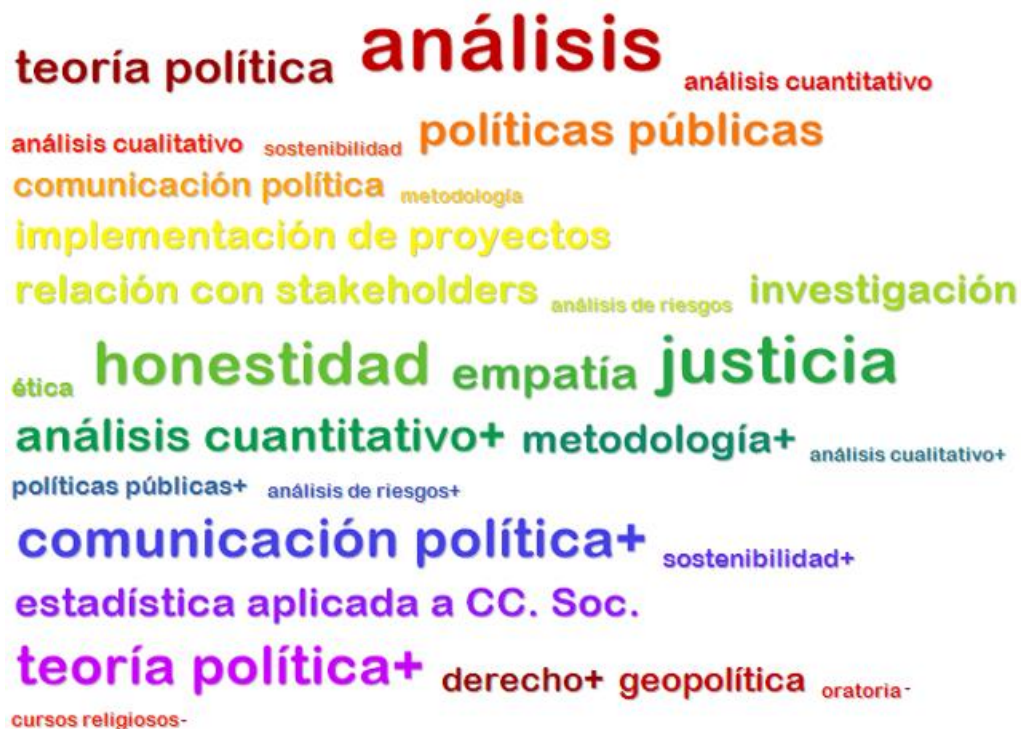 teoría política análisis análisis cuantitativo
análisis cualitativo sostenibilidad políticas públicas
comunicación política metodología
implementación de proyectos
relación con stakeholders análisis de riesgos investigación
ética honestidad empatía justicia
análisis cuantitativo+ metodología+ análisis cualitativo+
políticas públicas+ análisis de riesgos+
comunicación política+ sostenibilidad+
estadística aplicada a CC. Soc.
teoría política+ derecho+ geopolítica oratoria-
cursos religiosos-